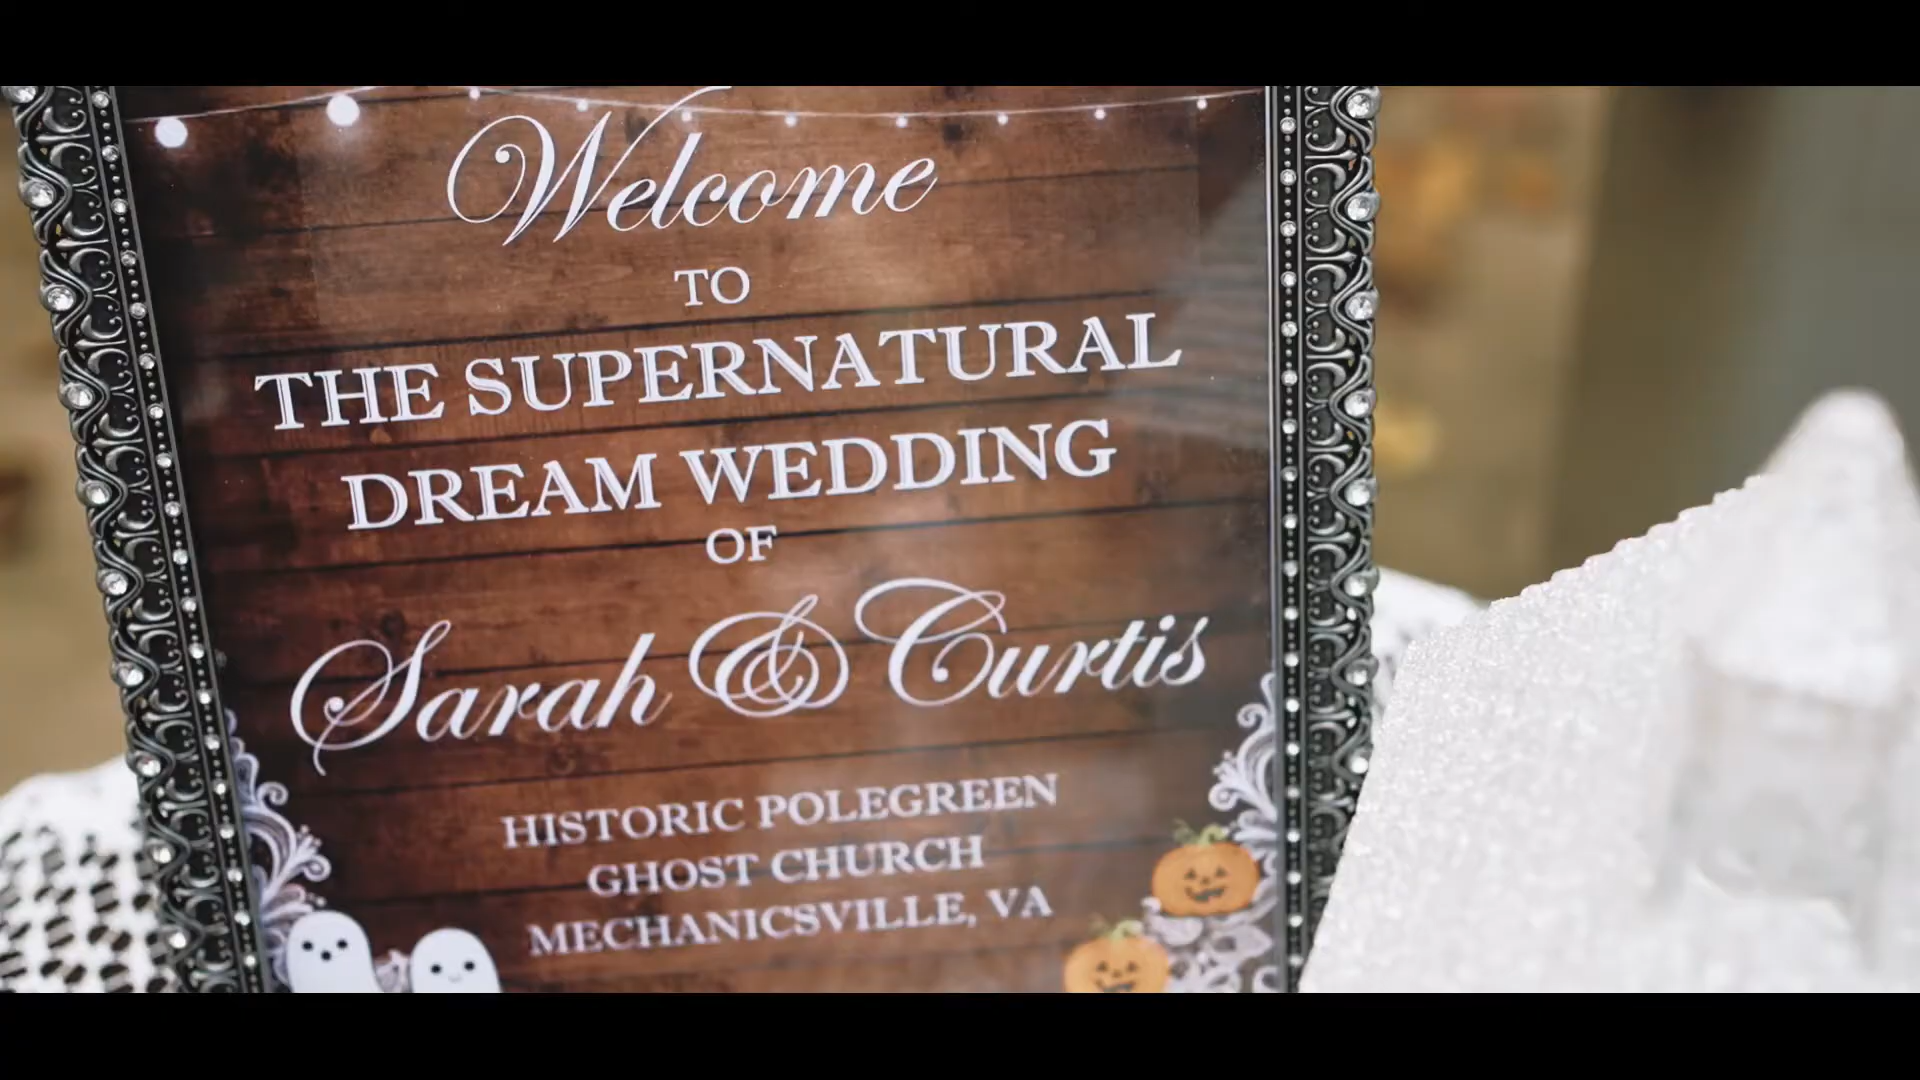 Welcome
TO
THE SUPERNATURAL
DREAM WEDDING
OF
Sarah & Curtis
HISTORIC POLEGREEN
GHOST CHURCH
MECHANICSVILLE, VA